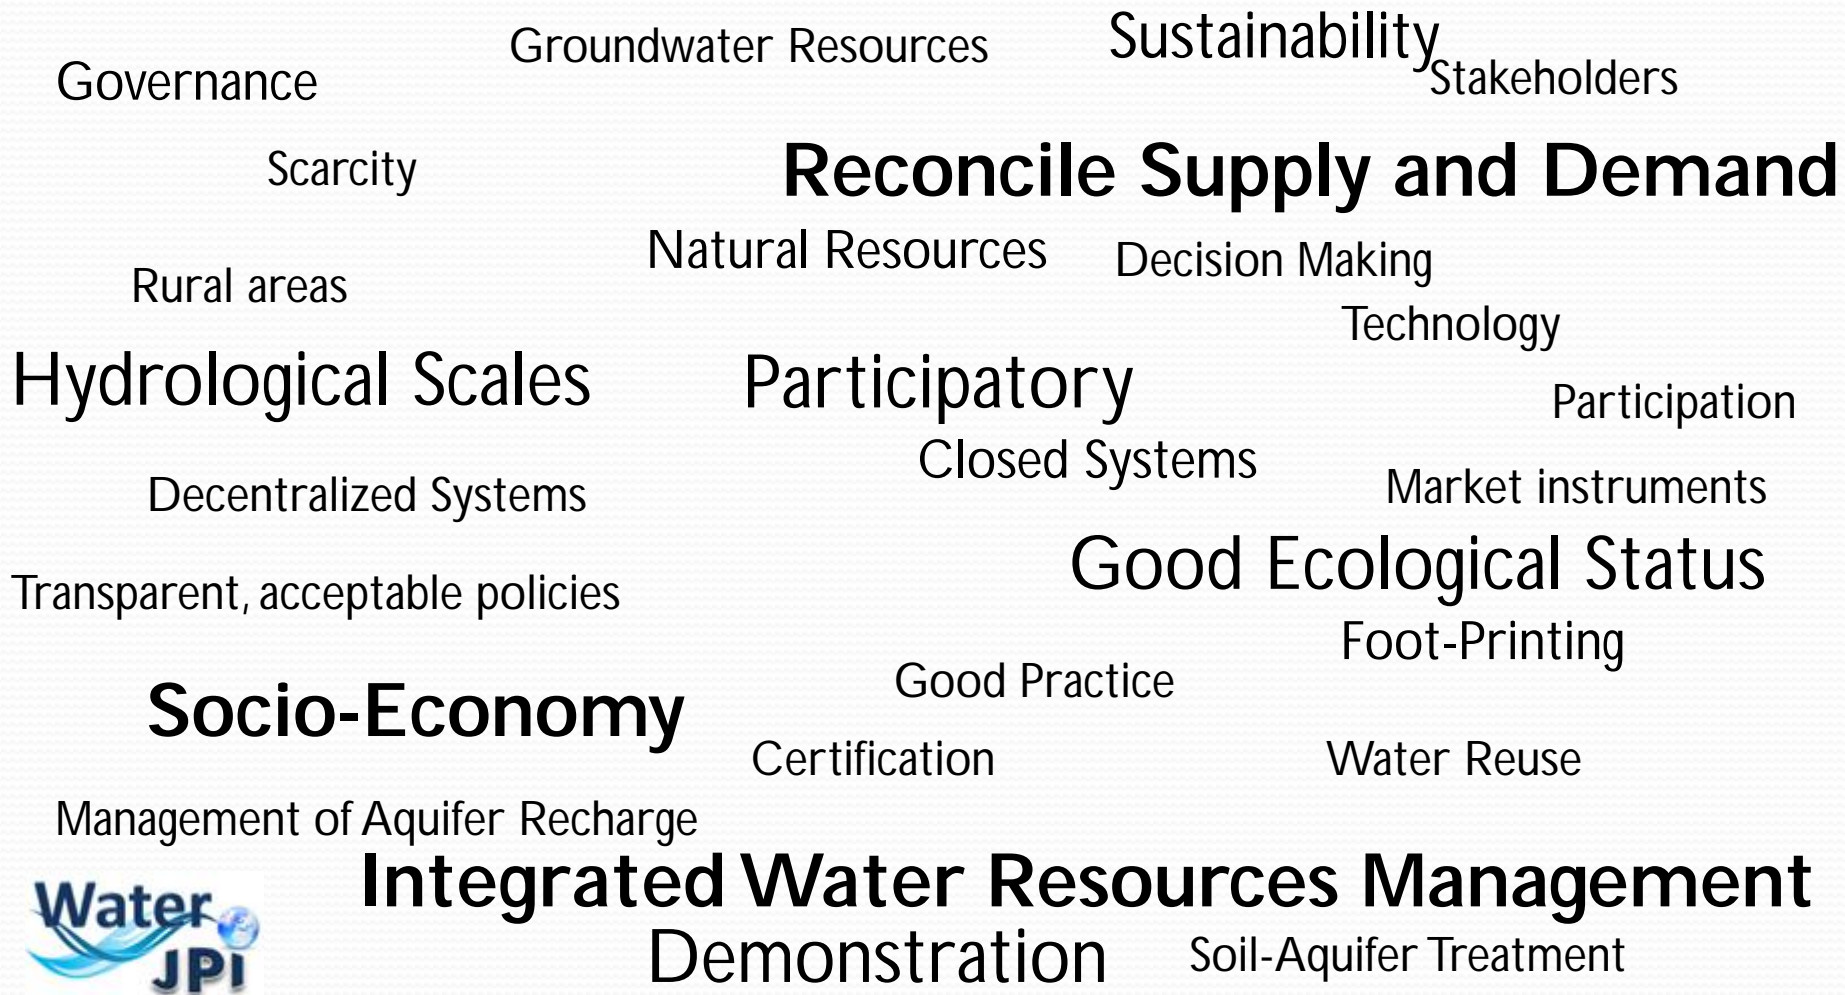 Groundwater Resources
Sustainability
Governance
Stakeholders
Scarcity
Reconcile Supply and Demand
Natural Resources
Decision Making
Rural areas
Technology
Hydrological Scales
Participatory
Participation
Closed Systems
Decentralized Systems
Market instruments
Good Ecological Status
Transparent, acceptable policies
Foot-Printing
Good Practice
Socio-Economy
Certification
Water Reuse
Management of Aquifer Recharge
Integrated Water Resources Management
Water
JPI
Demonstration
Soil-Aquifer Treatment